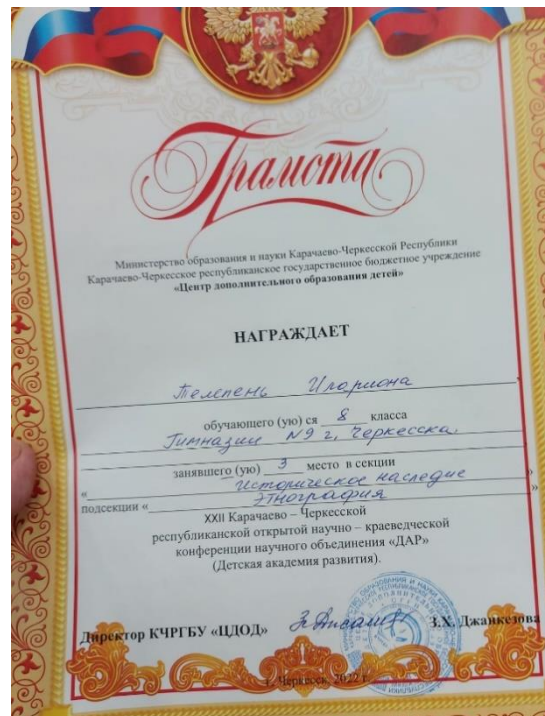 Грамота
Министерство образования и науки Карачаево-Черкесской Республики
Карачаево-Черкесское республиканское государственное бюджетное учреждение
«Центр дополнительного образования детей»
НАГРАЖДАЕТ
Телепень Илариона
обучающего (ую) ся 8 класса
Гимназии №9 г. Черкесска.
занявшего (ую) 3 место в секции
« Историческое наследие »
подсекции « Этнография »
XXII Карачаево – Черкесской
республиканской открытой научно – краеведческой
конференции научного объединения «ДАР»
(Детская академия развития).
Директор КЧРГБУ «ЦДОД» З.Х. Джанкезова
г. Черкесск, 2022 г.